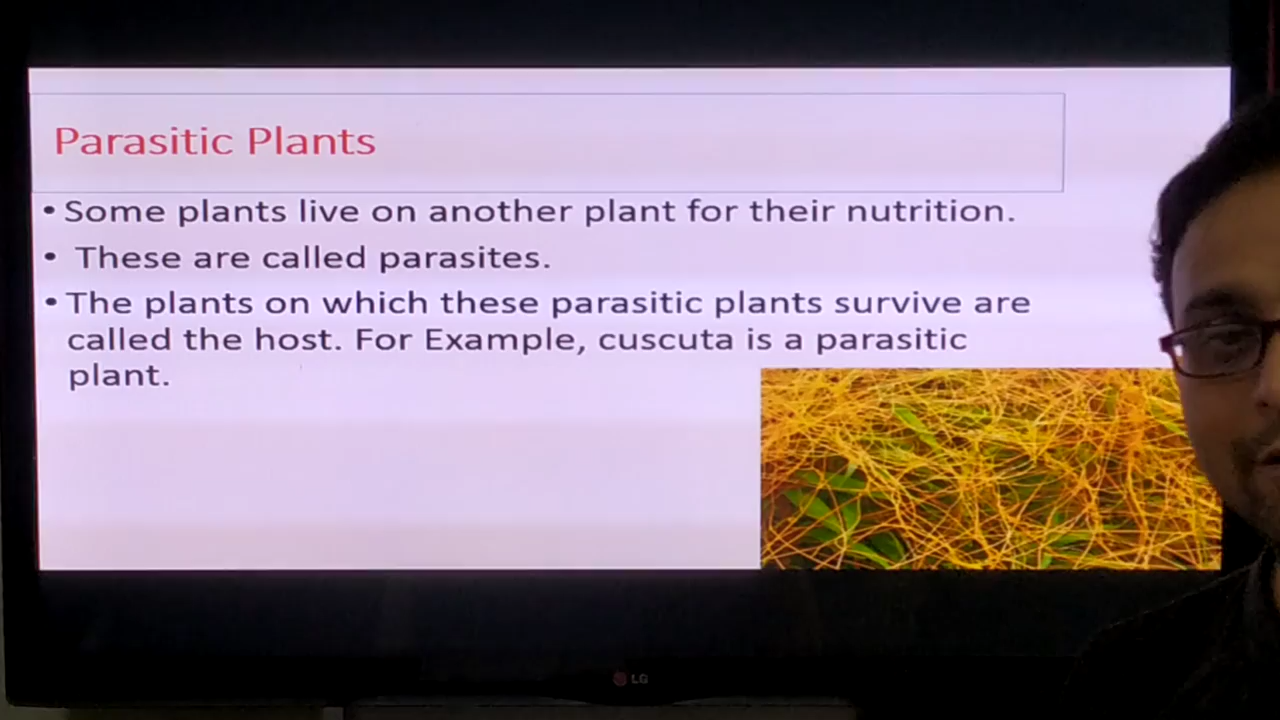 Parasitic Plants
• Some plants live on another plant for their nutrition.
• These are called parasites.
• The plants on which these parasitic plants survive are
called the host. For Example, cuscuta is a parasitic
plant.
LG